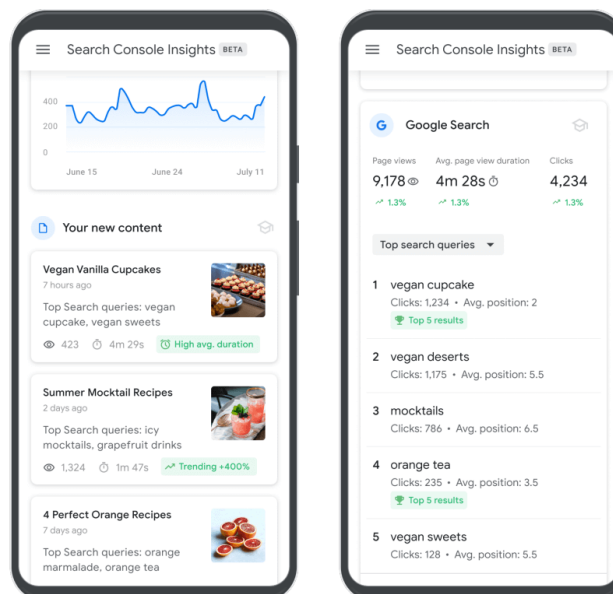 Search Console Insights BETA
400
200
0
June 15 June 24 July 11
Your new content
Vegan Vanilla Cupcakes
7 hours ago
Top Search queries: vegan
cupcake, vegan sweets
423 4m 29s High avg. duration
Summer Mocktail Recipes
2 days ago
Top Search queries: icy
mocktails, grapefruit drinks
1,324 1m 47s Trending +400%
4 Perfect Orange Recipes
7 days ago
Top Search queries: orange
marmalade, orange tea
Search Console Insights BETA
G Google Search
Page views Avg. page view duration Clicks
9,178 4m 28s 4,234
1.3% 1.3% 1.3%
Top search queries
1 vegan cupcake
Clicks: 1,234 • Avg. position: 2
Top 5 results
2 vegan deserts
Clicks: 1,175 • Avg. position: 5.5
3 mocktails
Clicks: 786 • Avg. position: 6.5
4 orange tea
Clicks: 235 • Avg. position: 3.5
Top 5 results
5 vegan sweets
Clicks: 128 • Avg. position: 5.5